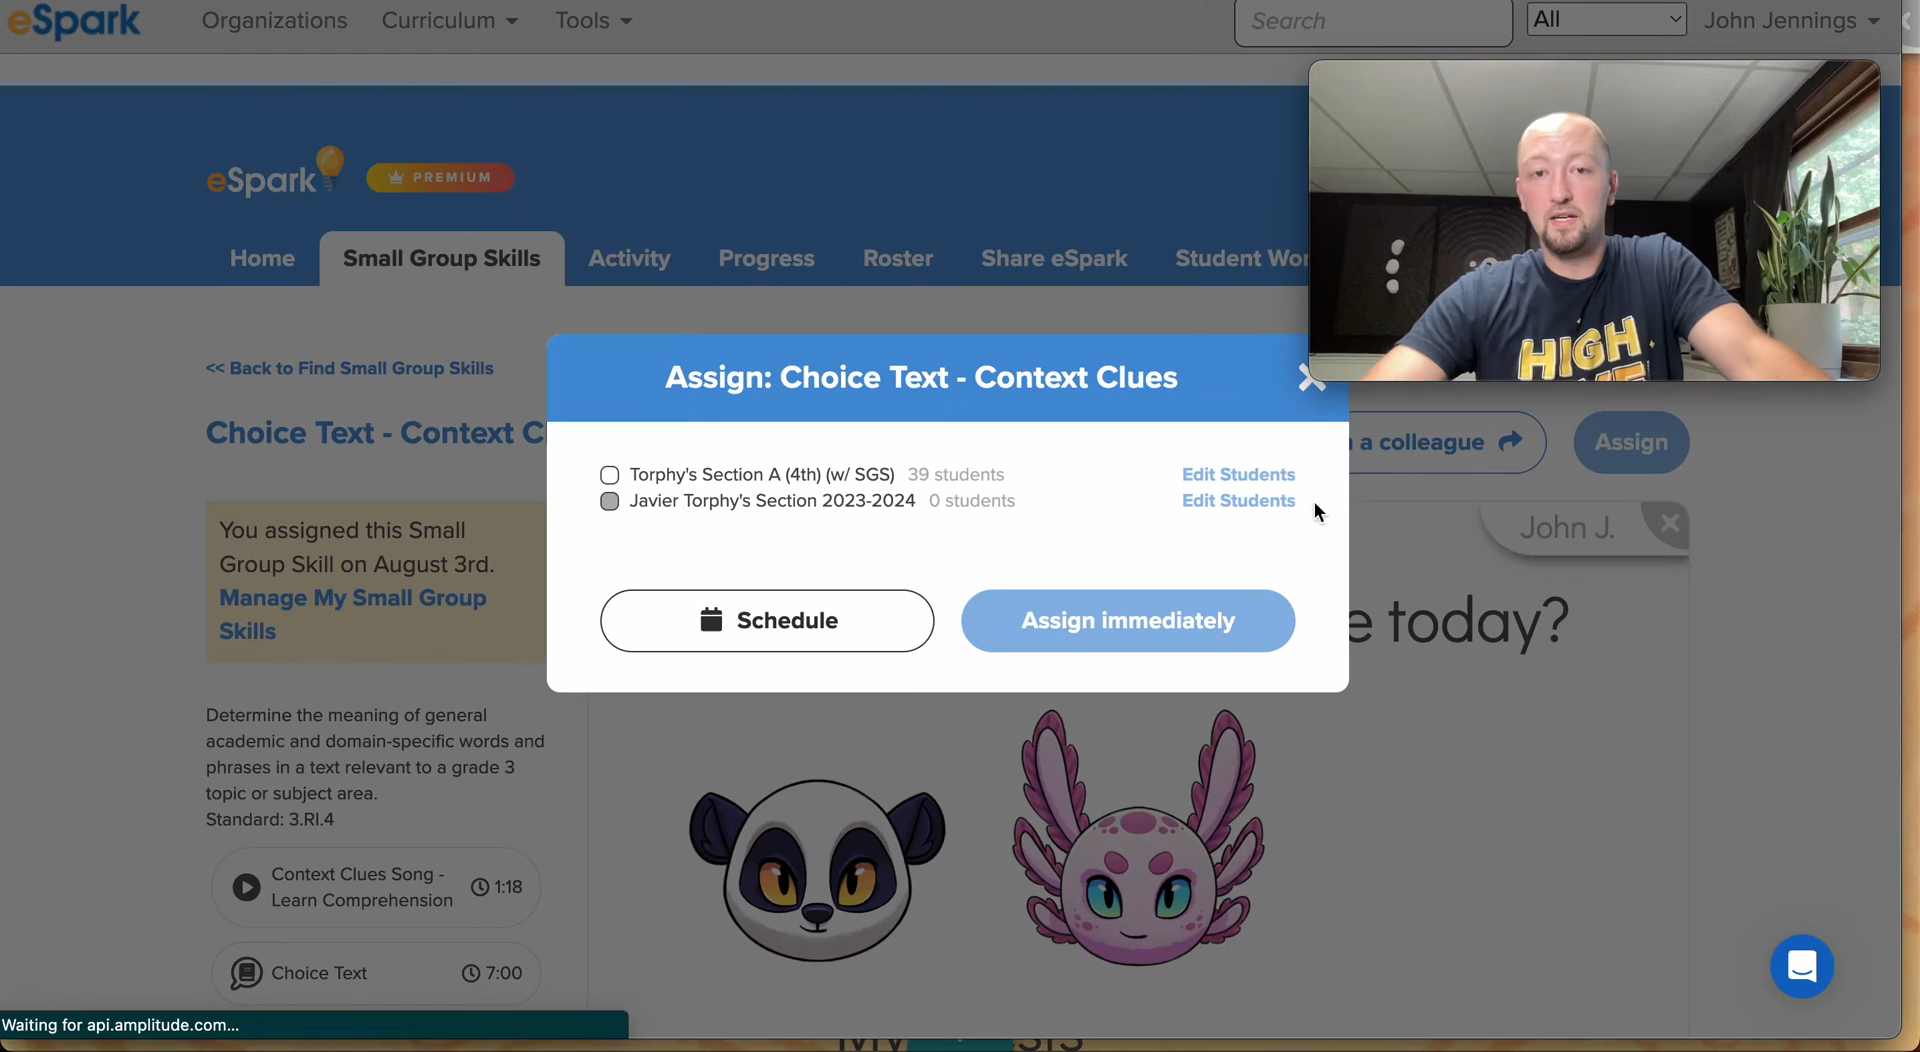 eSpark Organizations Curriculum Tools Search All John Jennings
eSpark PREMIUM
Home Small Group Skills Activity Progress Roster Share eSpark Student Wor
HIGH
<< Back to Find Small Group Skills
Choice Text - Context C
a colleague Assign
You assigned this Small
Group Skill on August 3rd.
Manage My Small Group
Skills
Assign: Choice Text - Context Clues
Torphy's Section A (4th) (w/ SGS) 39 students Edit Students
Javier Torphy's Section 2023-2024 0 students Edit Students
Schedule Assign immediately
John J.
e today?
Determine the meaning of general
academic and domain-specific words and
phrases in a text relevant to a grade 3
topic or subject area.
Standard: 3.RI.4
Context Clues Song -
Learn Comprehension 1:18
Choice Text 7:00
Waiting for api.amplitude.com...